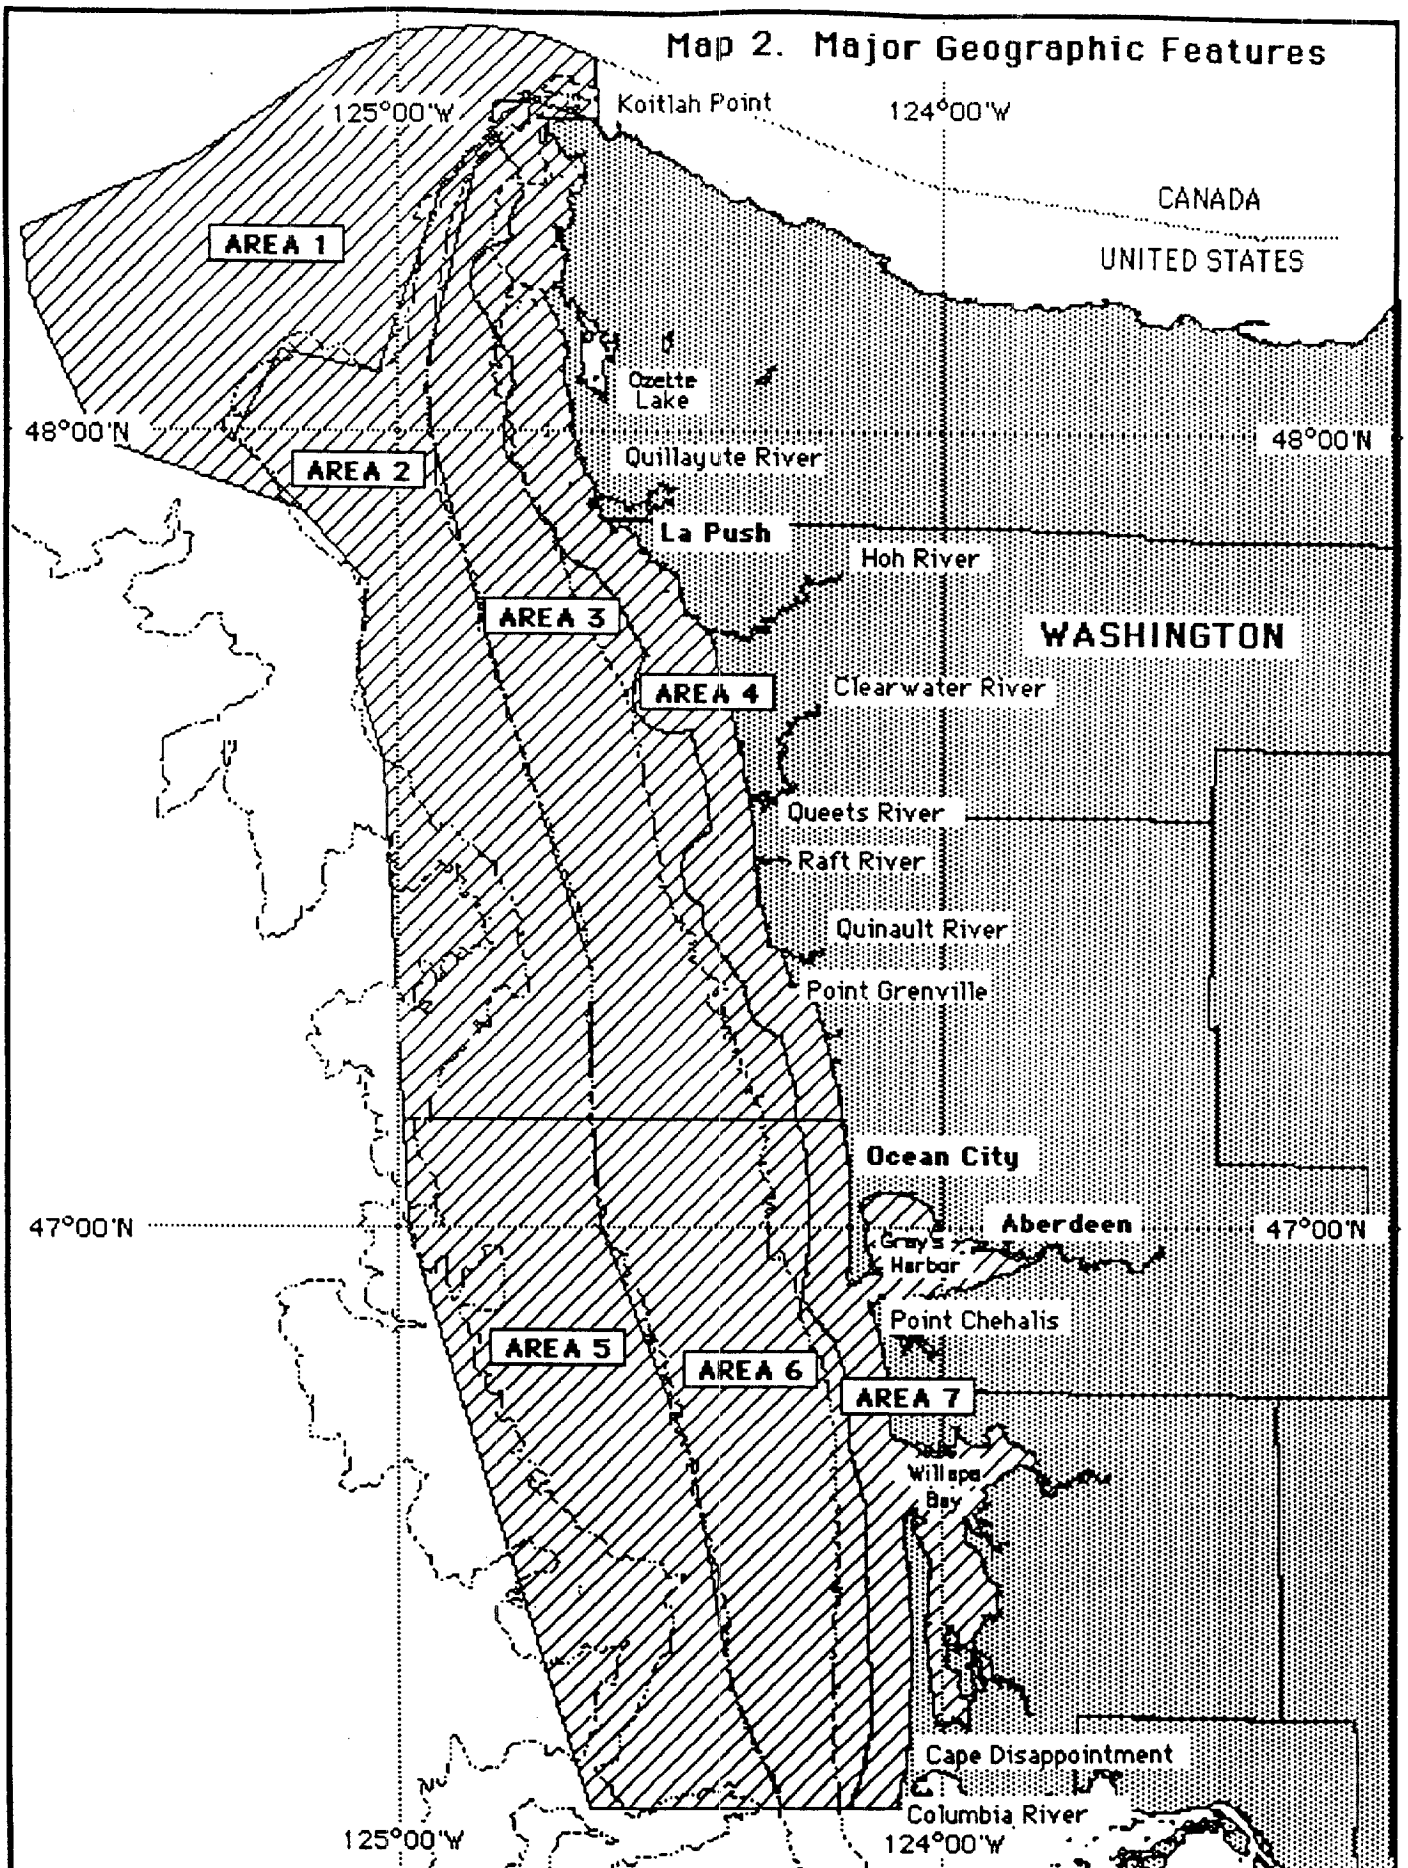 Map 2. Major Geographic Features
Koitlah Point
125°00'W
124°00'W
CANADA
AREA 1
UNITED STATES
Ozette
Lake
48°00'N
48°00'N
Quillayute River
AREA 2
La Push
Hoh River
AREA 3
WASHINGTON
AREA 4
Clearwater River
Queets River
Raft River
Quinault River
Point Grenville
Ocean City
47°00'N
Aberdeen
47°00'N
Gray's
Harbor
Point Chehalis
AREA 5
AREA 6
AREA 7
Willapa
Bay
Cape Disappointment
Columbia River
125°00'W
124°00'W